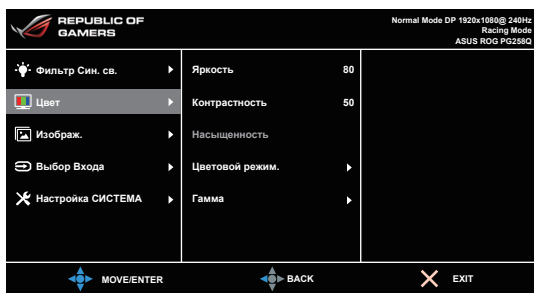 REPUBLIC OF
GAMERS
Normal Mode DP 1920x1080@ 240Hz
Racing Mode
ASUS ROG PG258Q
Фильтр Син. св.
Цвет
Изображ.
Выбор Входа
Настройка СИСТЕМА
Яркость 80
Контрастность 50
Насыщенность
Цветовой режим.
Гамма
MOVE/ENTER BACK EXIT